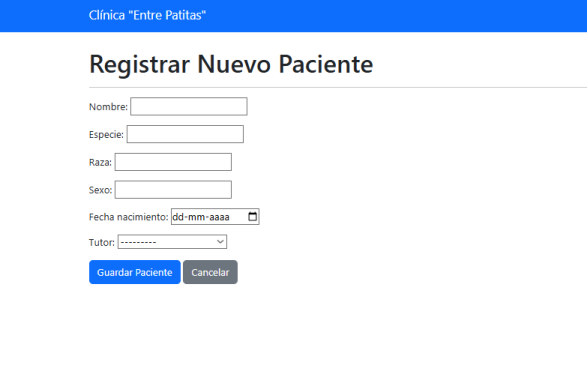 Clínica "Entre Patitas"
Registrar Nuevo Paciente
Nombre:
Especie:
Raza:
Sexo:
Fecha nacimiento: dd-mm-aaaa
Tutor: ---------
Guardar Paciente Cancelar